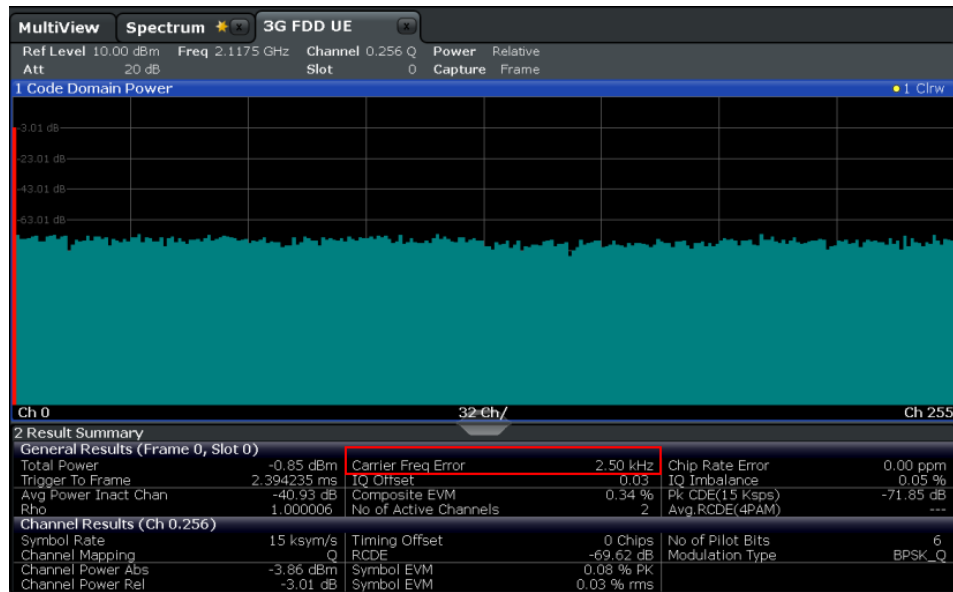 MultiView Spectrum x 3G FDD UE x
Ref Level 10.00 dBm Freq 2.1175 GHz Channel 0.256 Q Power Relative
Att 20 dB Slot 0 Capture Frame
1 Code Domain Power 1 Clrw
-3.01 dB
-23.01 dB
-43.01 dB
-63.01 dB
Ch 0 32 Ch/ Ch 255
2 Result Summary
General Results (Frame 0, Slot 0)
Total Power -0.85 dBm Carrier Freq Error 2.50 kHz Chip Rate Error 0.00 ppm
Trigger To Frame 2.394235 ms IQ Offset 0.03 IQ Imbalance 0.05 %
Avg Power Inact Chan -40.93 dB Composite EVM 0.34 % Pk CDE(15 Ksps) -71.85 dB
Rho 1.000006 No of Active Channels 2 Avg.RCDE(4PAM) ---
Channel Results (Ch 0.256)
Symbol Rate 15 ksym/s Timing Offset 0 Chips No of Pilot Bits 6
Channel Mapping Q RCDE -69.62 dB Modulation Type BPSK_Q
Channel Power Abs -3.86 dBm Symbol EVM 0.08 % PK
Channel Power Rel -3.01 dB Symbol EVM 0.03 % rms